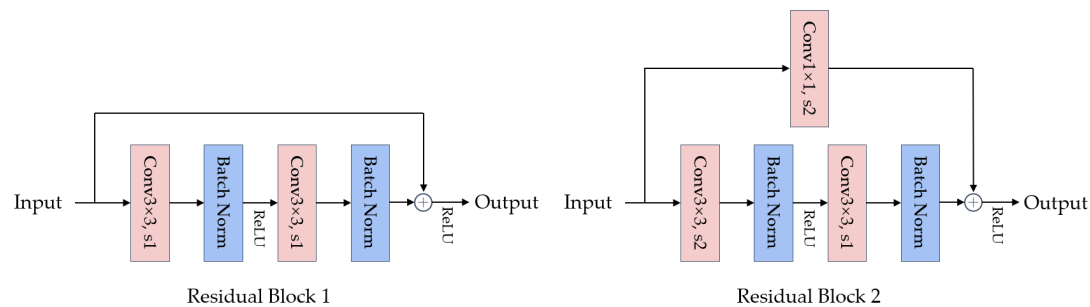 Input
Conv3×3, s1
Batch Norm
ReLU
Conv3×3, s1
Batch Norm
ReLU
Output
Residual Block 1
Conv1×1, s2
Input
Conv3×3, s2
Batch Norm
ReLU
Conv3×3, s1
Batch Norm
ReLU
Output
Residual Block 2